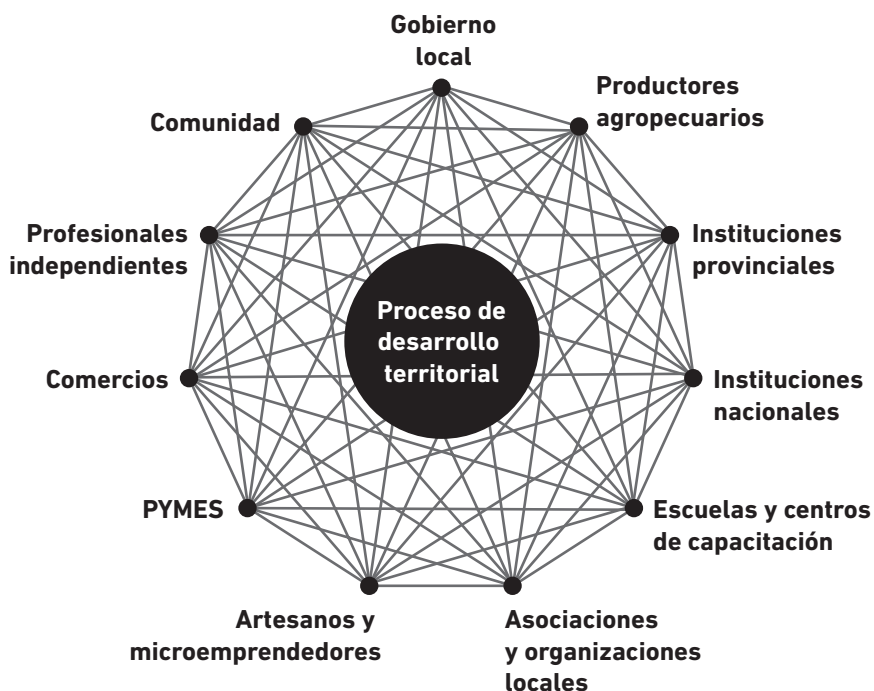 Gobierno
local
Productores
agropecuarios
Instituciones
provinciales
Instituciones
nacionales
Escuelas y centros
de capacitación
Asociaciones
y organizaciones
locales
Artesanos y
microemprendedores
PYMES
Comercios
Profesionales
independientes
Comunidad
Proceso de
desarrollo
territorial